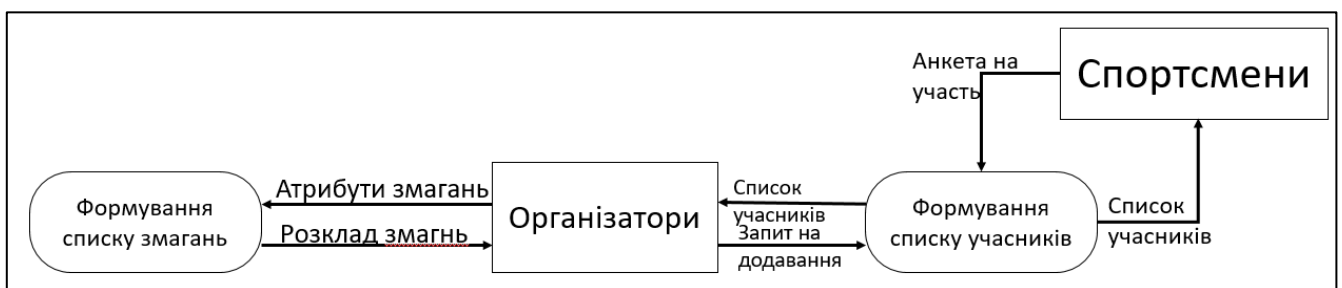 Анкета на
участь
Спортсмени
Формування
списку змагань
Атрибути змагань
Розклад змагнь
Організатори
Список
учасників
Запит на
додавання
Формування
списку учасників
Список
учасників